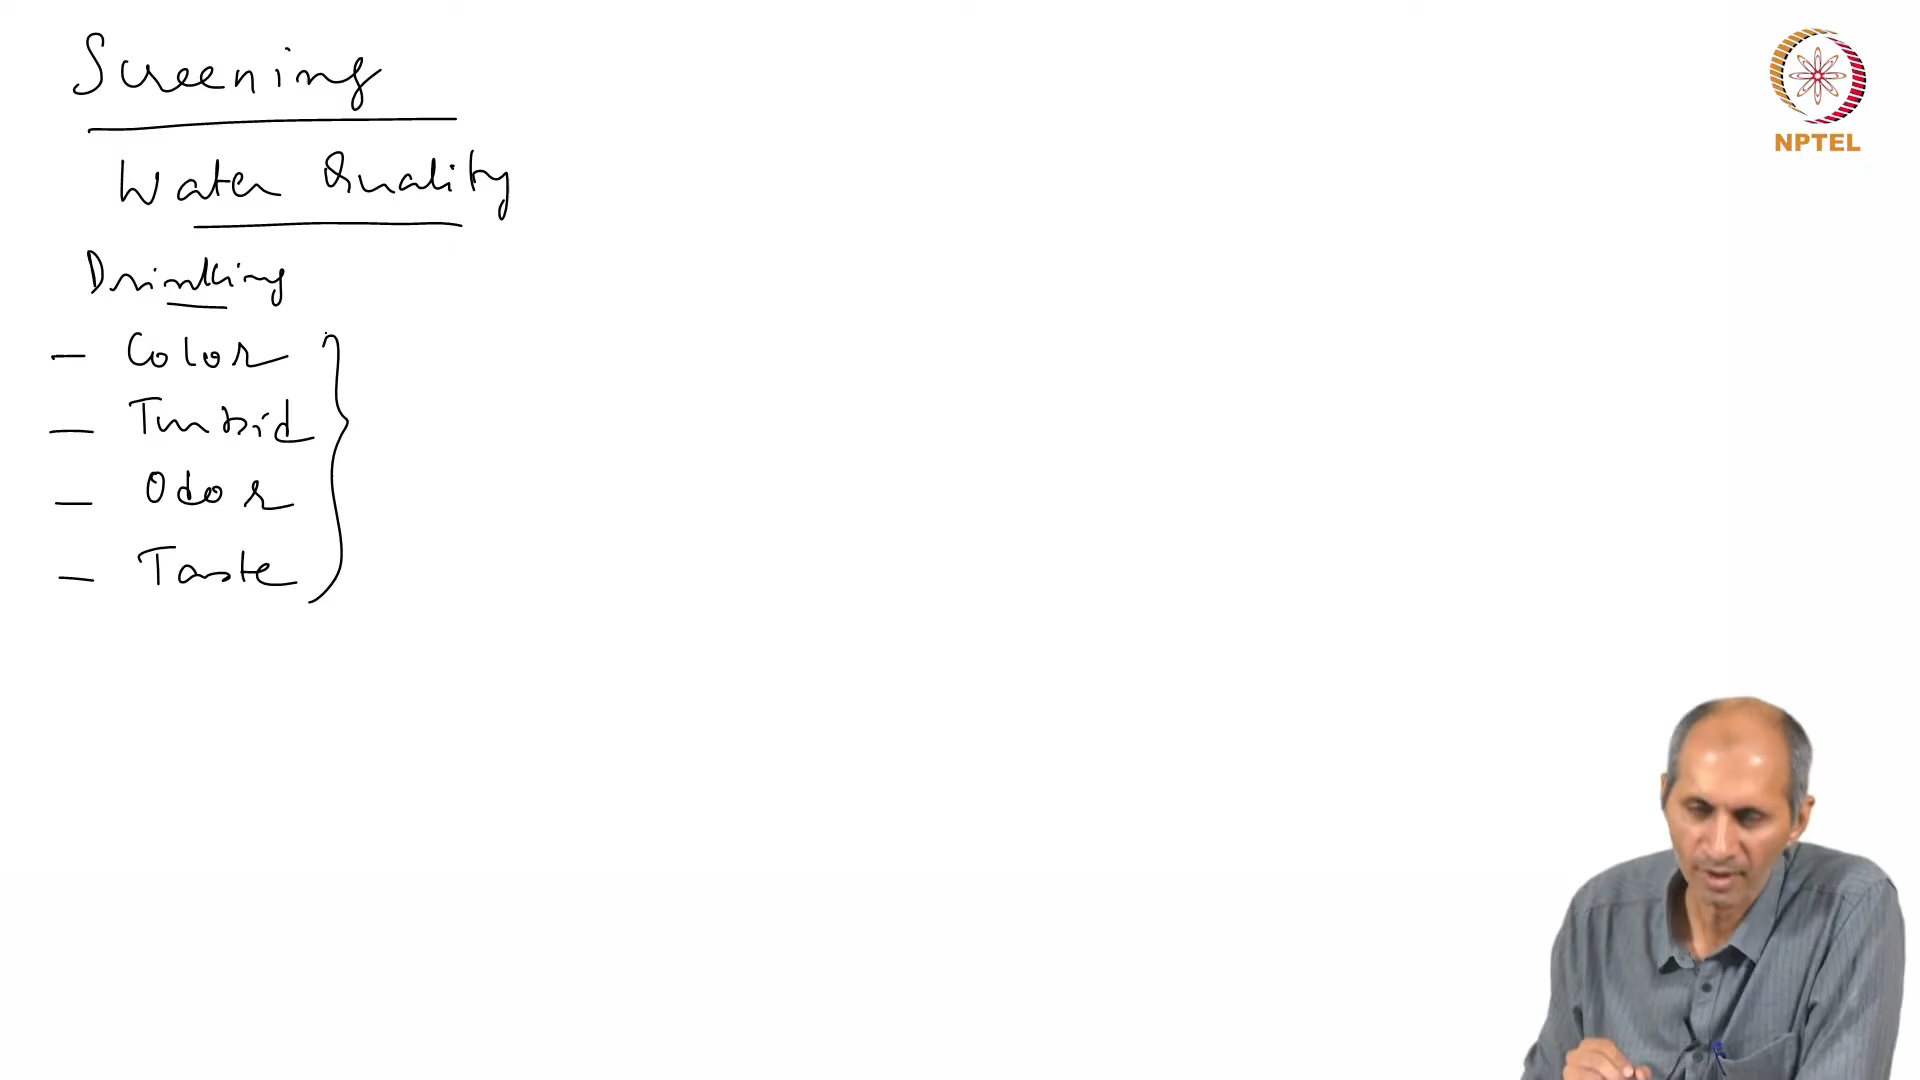 Screening
Water Quality
Drinking
- Color
- Turbid
- Odor
- Taste
NPTEL